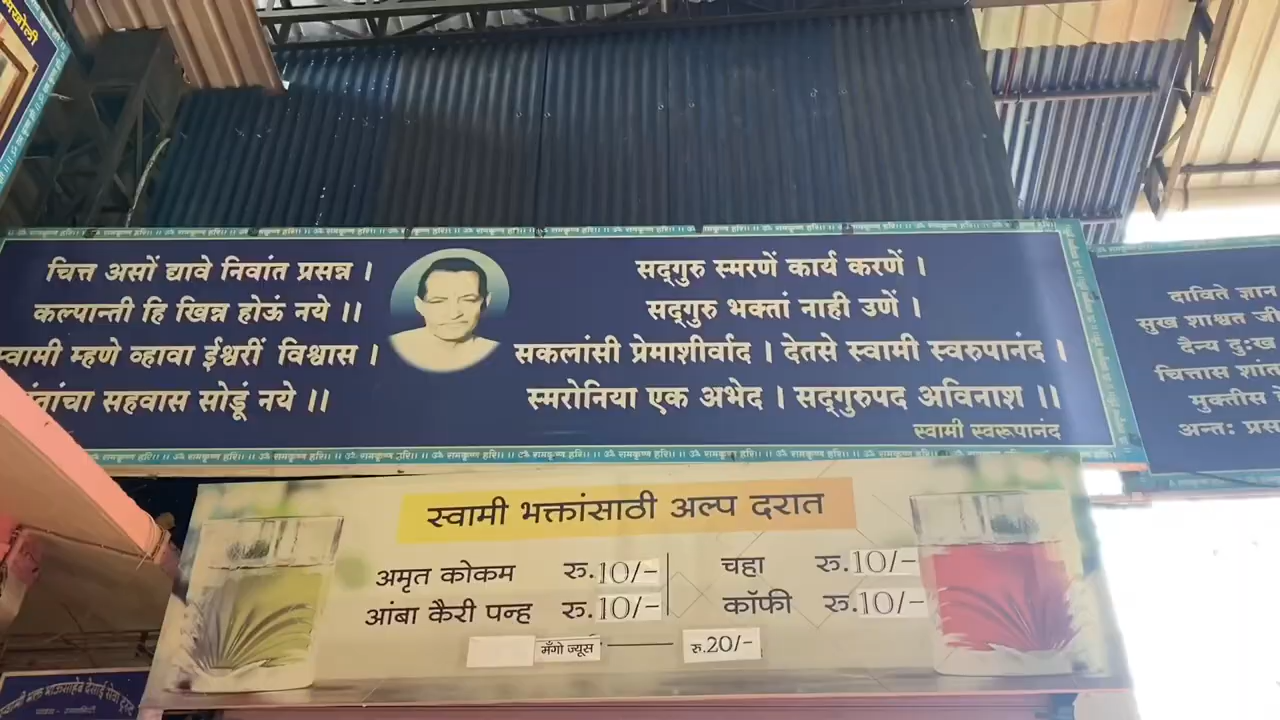 चित्त असों द्यावे निवांत प्रसन्न ।
कल्पान्ती हि खिन्न होऊं नये ।।
स्वामी म्हणे व्हावा ईश्वरीं विश्वास ।
सहवास सोडूं नये ।।
सद्‌गुरु स्मरणें कार्य करणें ।
सद्‌गुरु भक्तां नाही उणें ।
सकलांसी प्रेमाशीर्वाद । देतसे स्वामी स्वरुपानंद ।
स्मरोनिया एक अभेद । सद्‌गुरुपद अविनाश ।।
स्वामी स्वरूपानंद
दाविते ज्ञान
सुख शाश्वत
दैन्य दुःख
चित्तास
मुक्तीस
अन्तः
स्वामी भक्तांसाठी अल्प दरात
अमृत कोकम रु.10/-
आंबा कैरी पन्ह रु.10/-
चहा रु.10/-
कॉफी रु.10/-
मँगो ज्यूस रु.20/-